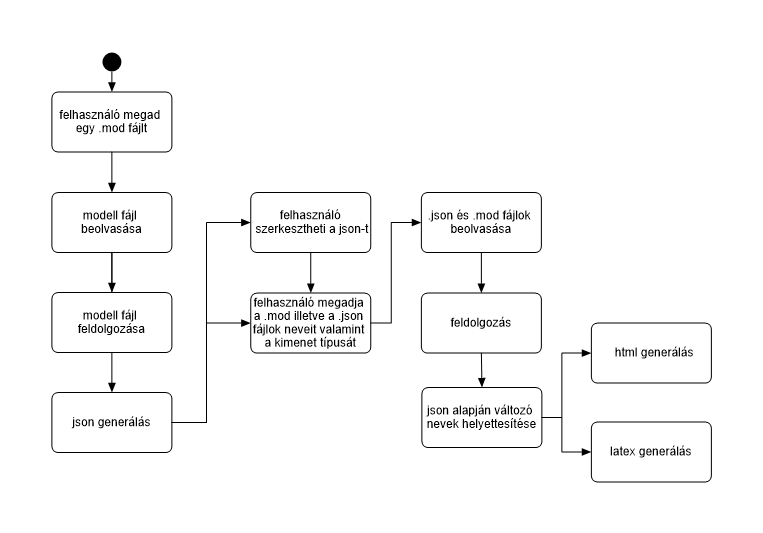 felhasználó megad
egy .mod fájlt
modell fájl
beolvasása
modell fájl
feldolgozása
json generálás
felhasználó
szerkesztheti a json-t
felhasználó megadja
a .mod illetve a .json
fájlok neveit valamint
a kimenet típusát
.json és .mod fájlok
beolvasása
feldolgozás
json alapján változó
nevek helyettesítése
html generálás
latex generálás